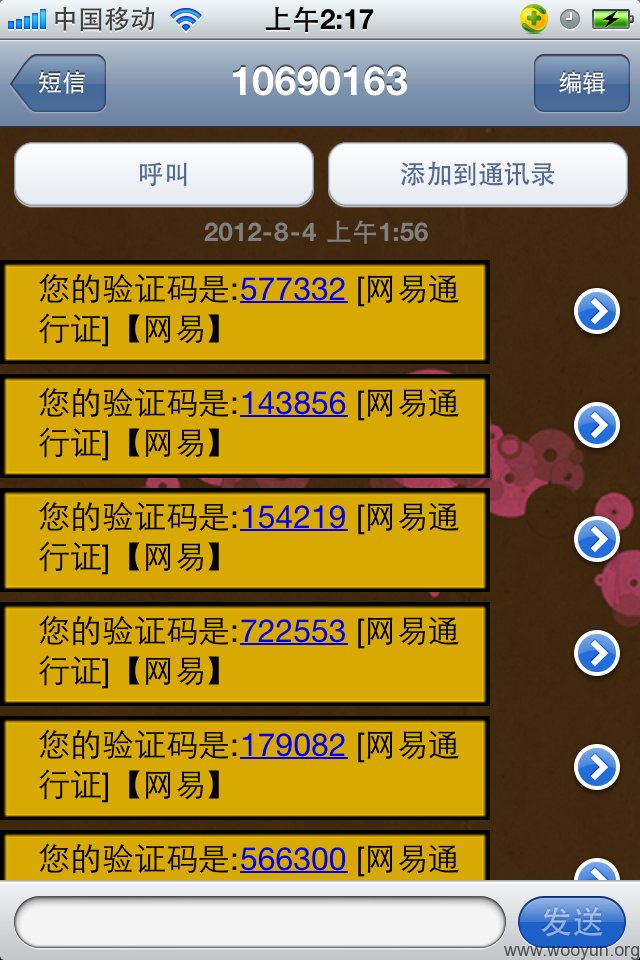 中国移动 上午2:17
短信 10690163 编辑
呼叫 添加到通讯录
2012-8-4 上午1:56
您的验证码是:577332 [网易通
行证]【网易】
您的验证码是:143856 [网易通
行证]【网易】
您的验证码是:154219 [网易通
行证]【网易】
您的验证码是:722553 [网易通
行证]【网易】
您的验证码是:179082 [网易通
行证]【网易】
您的验证码是:566300 [网易通
发送
www.wooyun.org